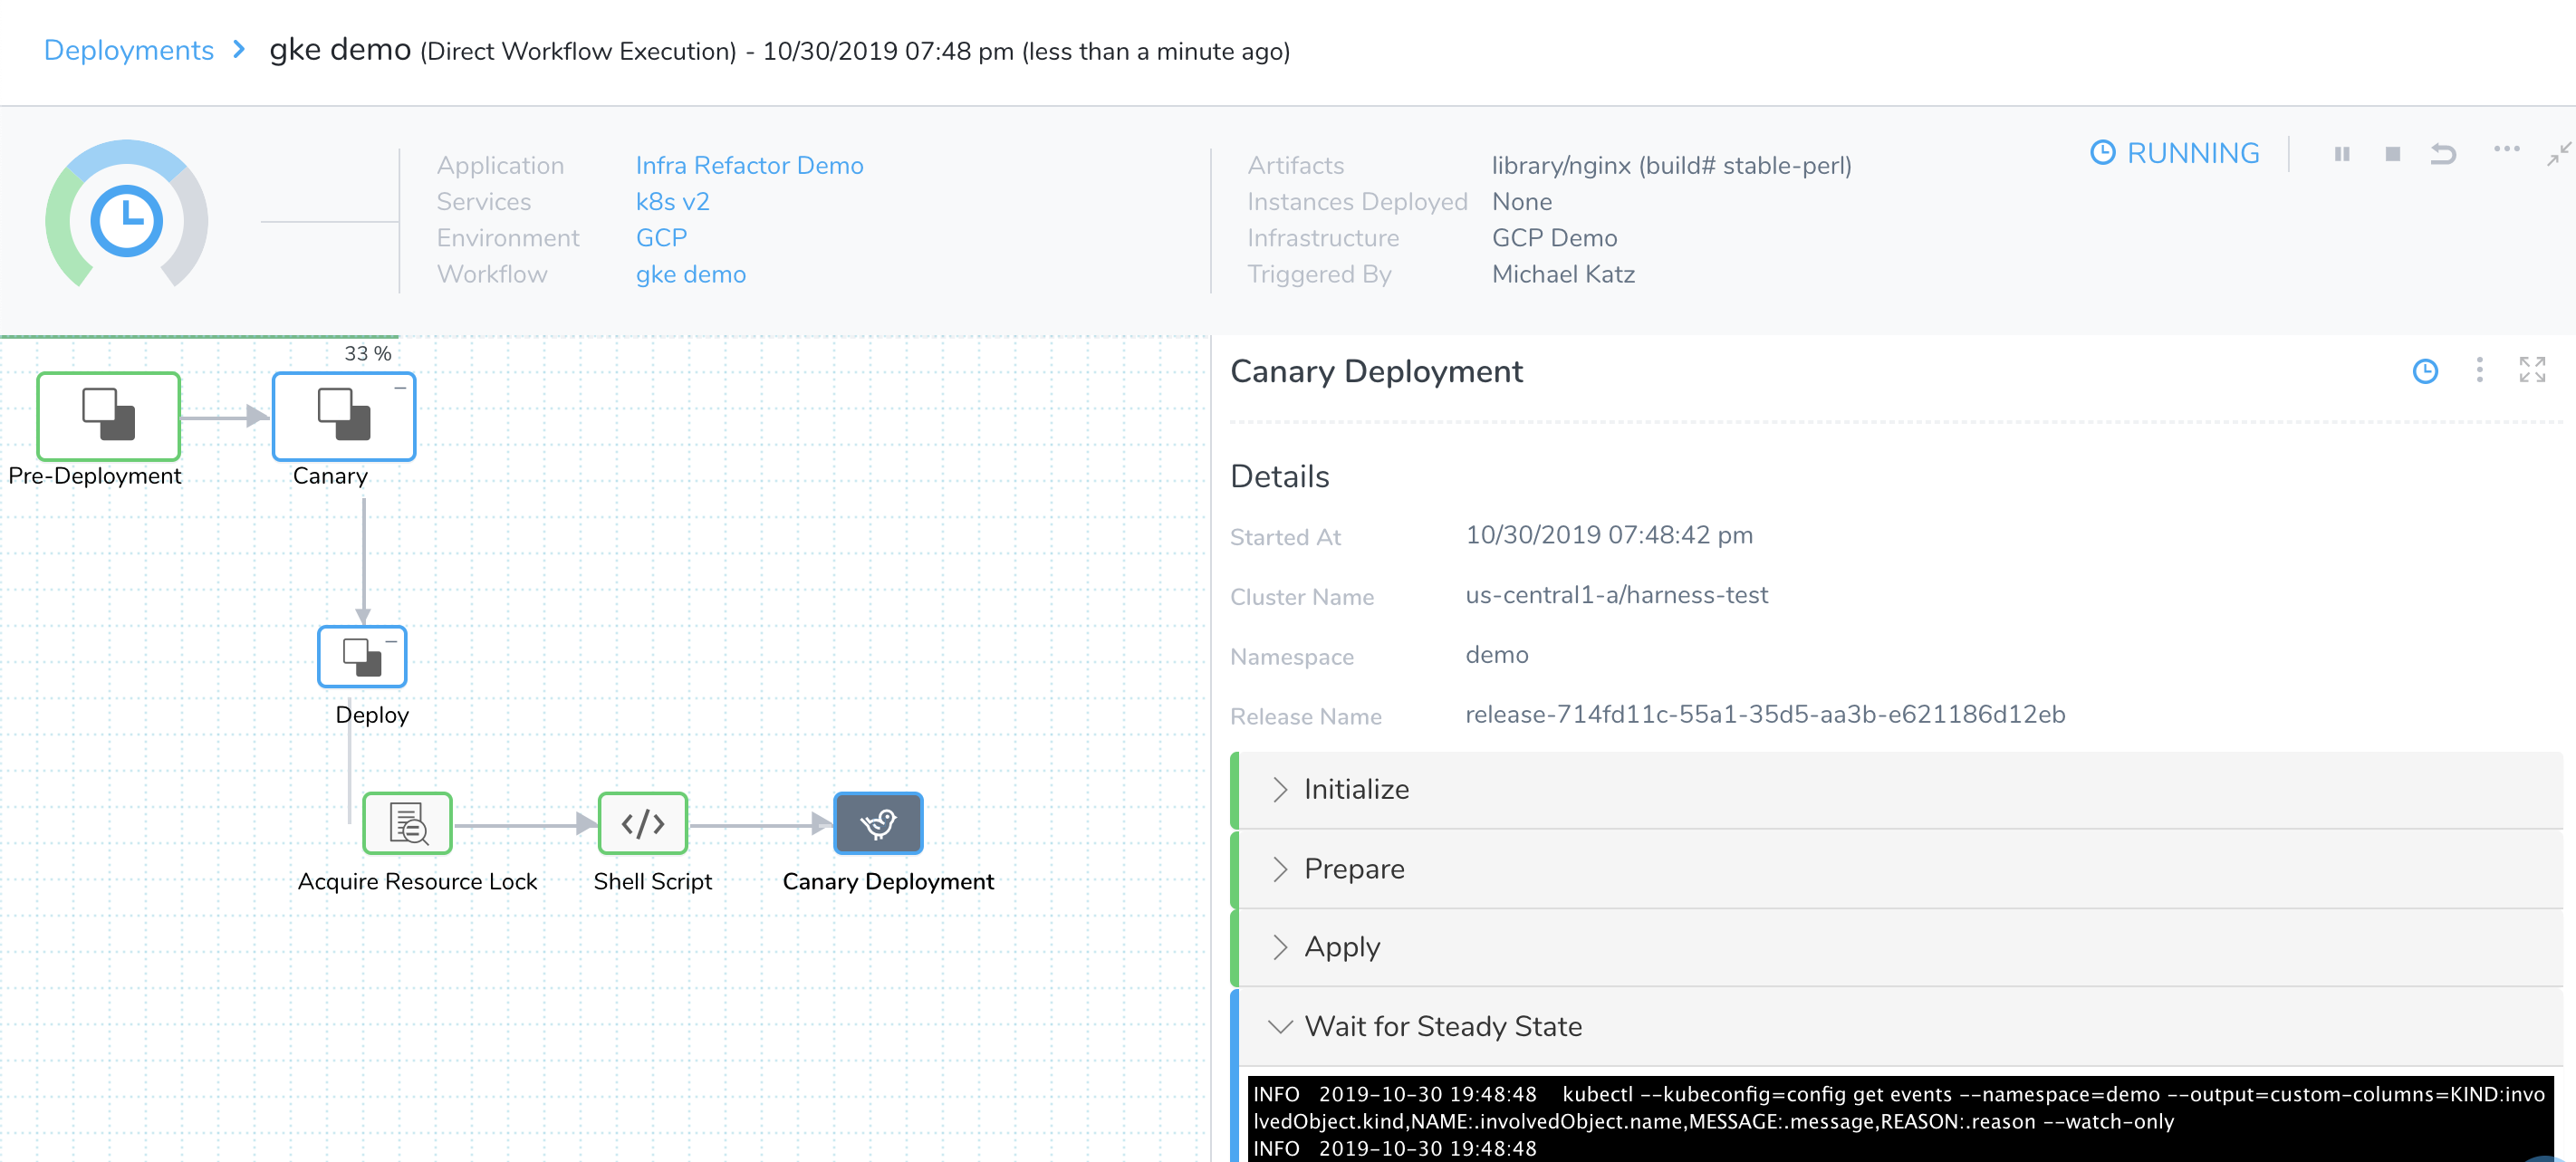 Deployments > gke demo (Direct Workflow Execution) - 10/30/2019 07:48 pm (less than a minute ago)
Application Infra Refactor Demo
Services k8s v2
Environment GCP
Workflow gke demo
Artifacts library/nginx (build# stable-perl)
Instances Deployed None
Infrastructure GCP Demo
Triggered By Michael Katz
RUNNING
33 %
Pre-Deployment
Canary
Deploy
Acquire Resource Lock
Shell Script
Canary Deployment
Canary Deployment
Details
Started At 10/30/2019 07:48:42 pm
Cluster Name us-central1-a/harness-test
Namespace demo
Release Name release-714fd11c-55a1-35d5-aa3b-e621186d12eb
Initialize
Prepare
Apply
Wait for Steady State
INFO 2019-10-30 19:48:48 kubectl --kubeconfig=config get events --namespace=demo --output=custom-columns=KIND:invo
lvedObject.kind,NAME:.involvedObject.name,MESSAGE:.message,REASON:.reason --watch-only
INFO 2019-10-30 19:48:48